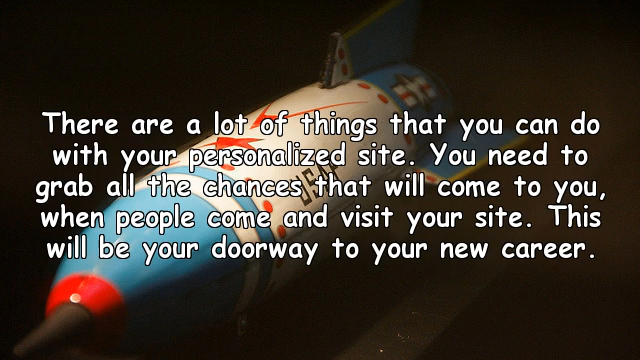 There are a lot of things that you can do
with your personalized site. You need to
grab all the chances that will come to you,
when people come and visit your site. This
will be your doorway to your new career.